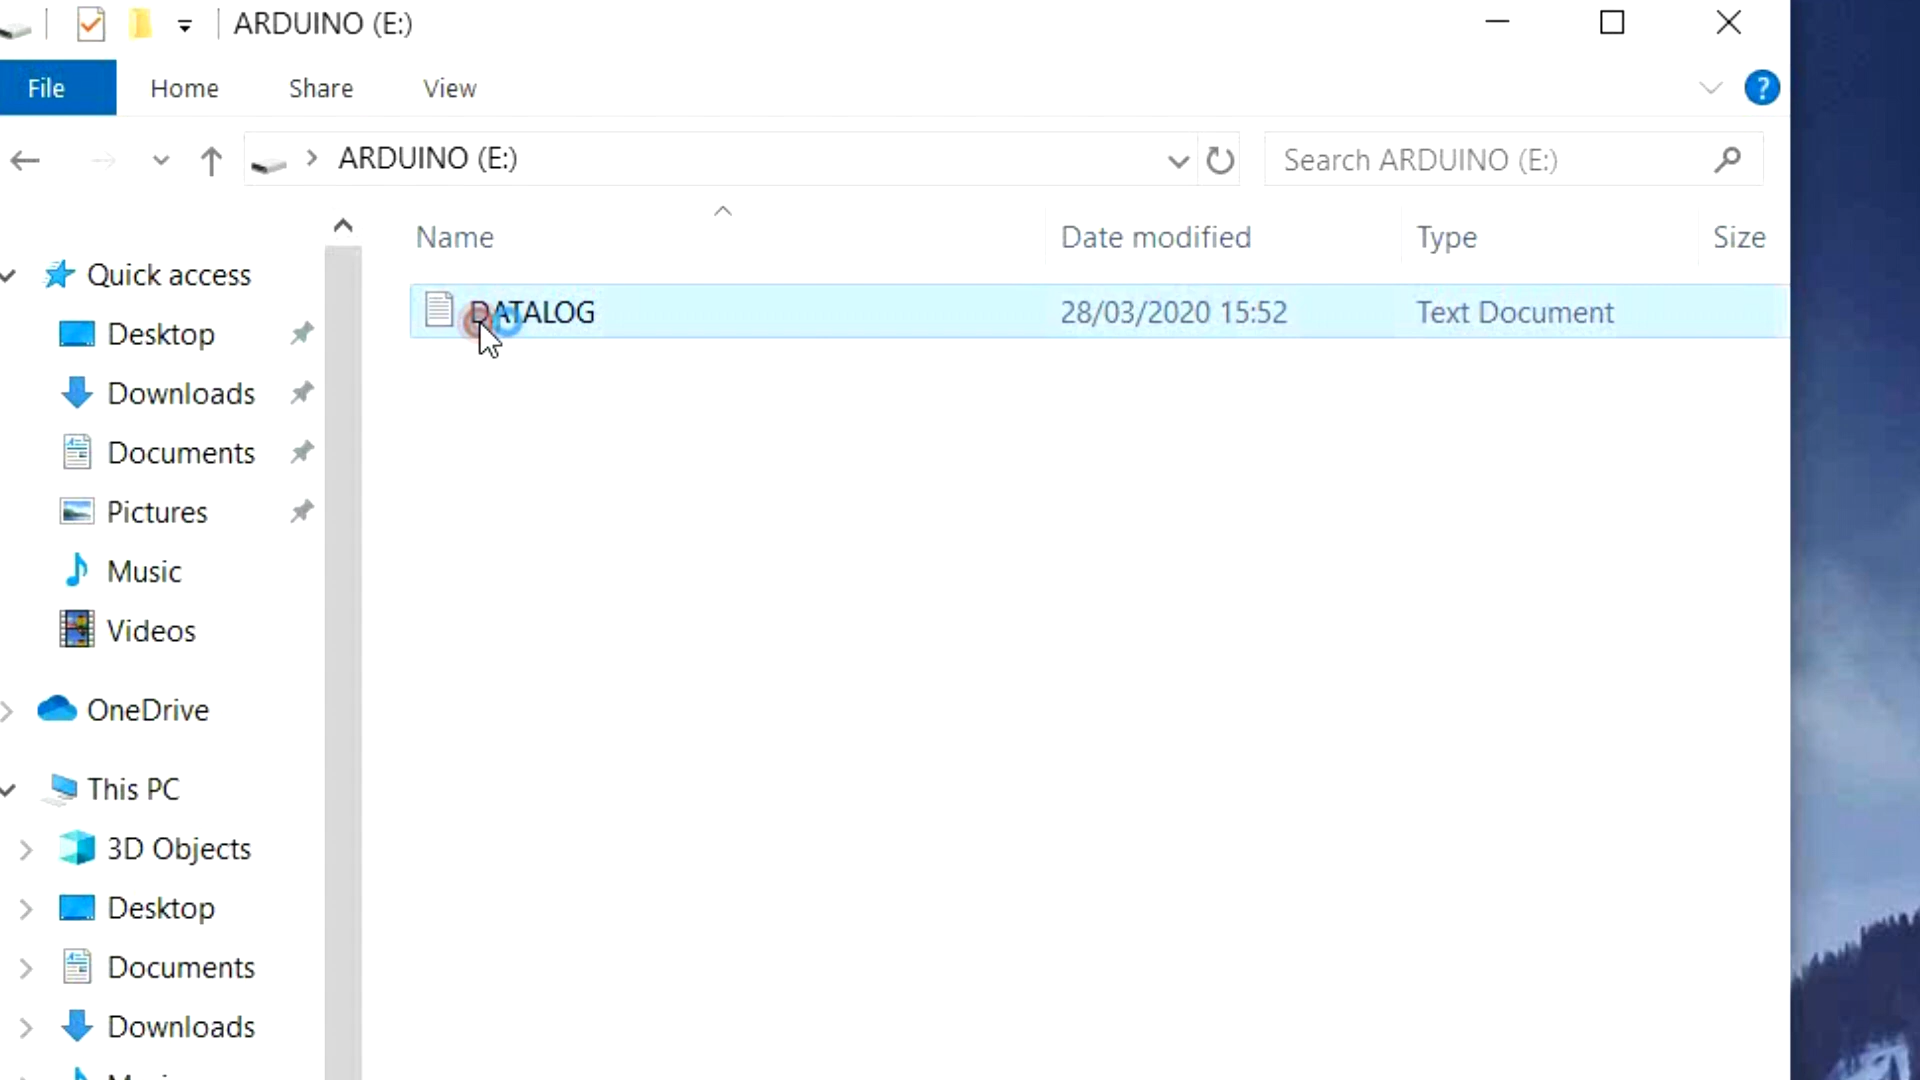 ARDUINO (E:)
File Home Share View ?
ARDUINO (E:) Search ARDUINO (E:)
Name Date modified Type Size
DATALOG 28/03/2020 15:52 Text Document
Quick access
Desktop
Downloads
Documents
Pictures
Music
Videos
OneDrive
This PC
3D Objects
Desktop
Documents
Downloads